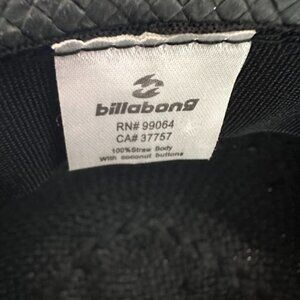 billabong
RN# 99064
CA# 37757
100%Straw Body
With coconut buttons